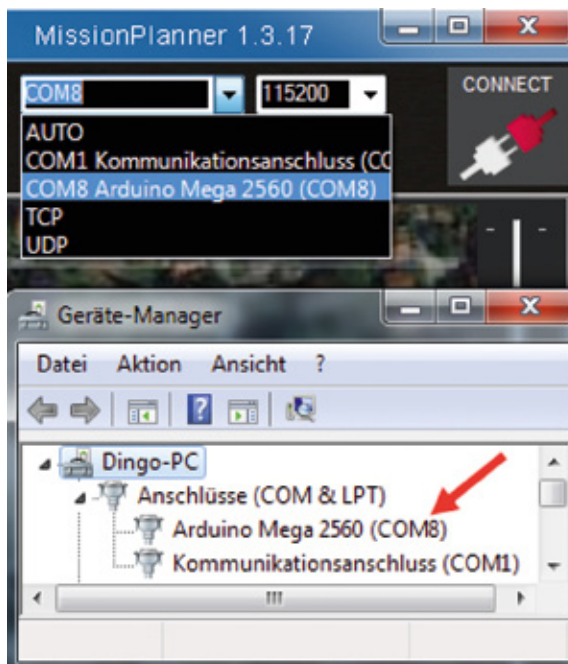 MissionPlanner 1.3.17
COM8 115200 CONNECT
AUTO
COM1 Kommunikationsanschluss (CC
COM8 Arduino Mega 2560 (COM8)
TCP
UDP
Geräte-Manager
Datei Aktion Ansicht ?
Dingo-PC
Anschlüsse (COM & LPT)
Arduino Mega 2560 (COM8)
Kommunikationsanschluss (COM1)